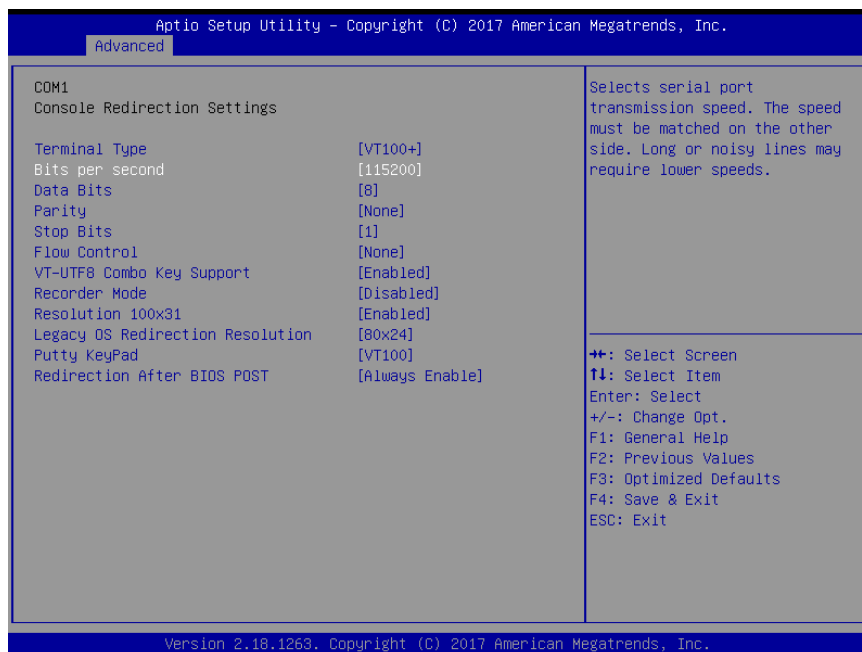 Aptio Setup Utility – Copyright (C) 2017 American Megatrends, Inc.
Advanced
COM1
Console Redirection Settings
Terminal Type [VT100+]
Bits per second [115200]
Data Bits [8]
Parity [None]
Stop Bits [1]
Flow Control [None]
VT-UTF8 Combo Key Support [Enabled]
Recorder Mode [Disabled]
Resolution 100x31 [Enabled]
Legacy OS Redirection Resolution [80x24]
Putty KeyPad [VT100]
Redirection After BIOS POST [Always Enable]
Selects serial port
transmission speed. The speed
must be matched on the other
side. Long or noisy lines may
require lower speeds.
→←: Select Screen
↑↓: Select Item
Enter: Select
+/-: Change Opt.
F1: General Help
F2: Previous Values
F3: Optimized Defaults
F4: Save & Exit
ESC: Exit
Version 2.18.1263. Copyright (C) 2017 American Megatrends, Inc.